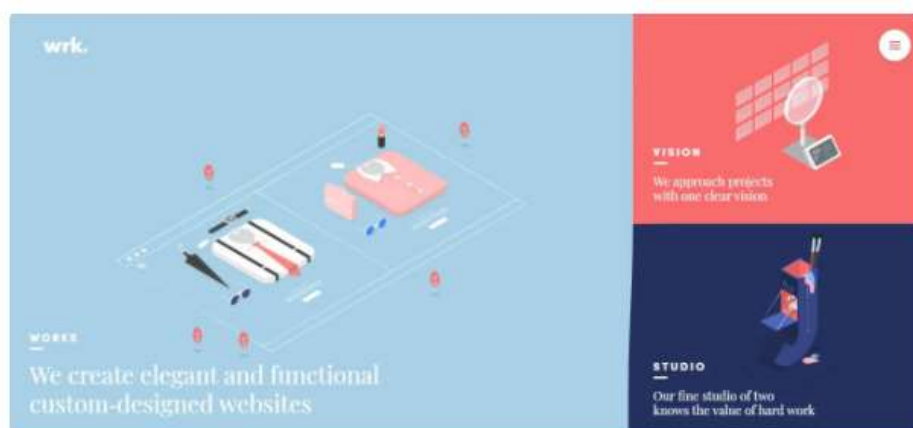 wrk.
WORKS
We create elegant and functional
custom-designed websites
VISION
We approach projects
with one clear vision
STUDIO
Our fine studio of two
knows the value of hard work